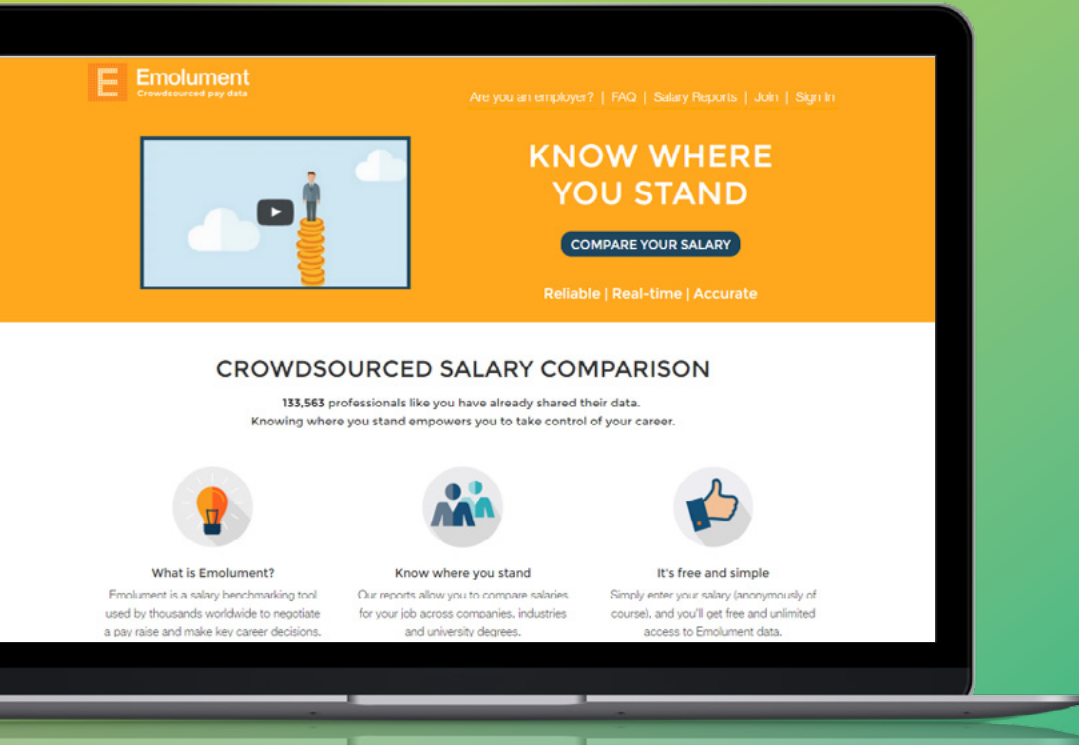 E
Emolument
Crowdsourced pay data
Are you an employer? | FAQ | Salary Reports | Join | Sign In
KNOW WHERE
YOU STAND
COMPARE YOUR SALARY
Reliable | Real-time | Accurate
CROWDSOURCED SALARY COMPARISON
133,563 professionals like you have already shared their data.
Knowing where you stand empowers you to take control of your career.
What is Emolument?
Emolument is a salary benchmarking tool
used by thousands worldwide to negotiate
a pay raise and make key career decisions.
Know where you stand
Our reports allow you to compare salaries
for your job across companies, industries
and university degrees.
It's free and simple
Simply enter your salary (anonymously of
course), and you'll get free and unlimited
access to Emolument data.